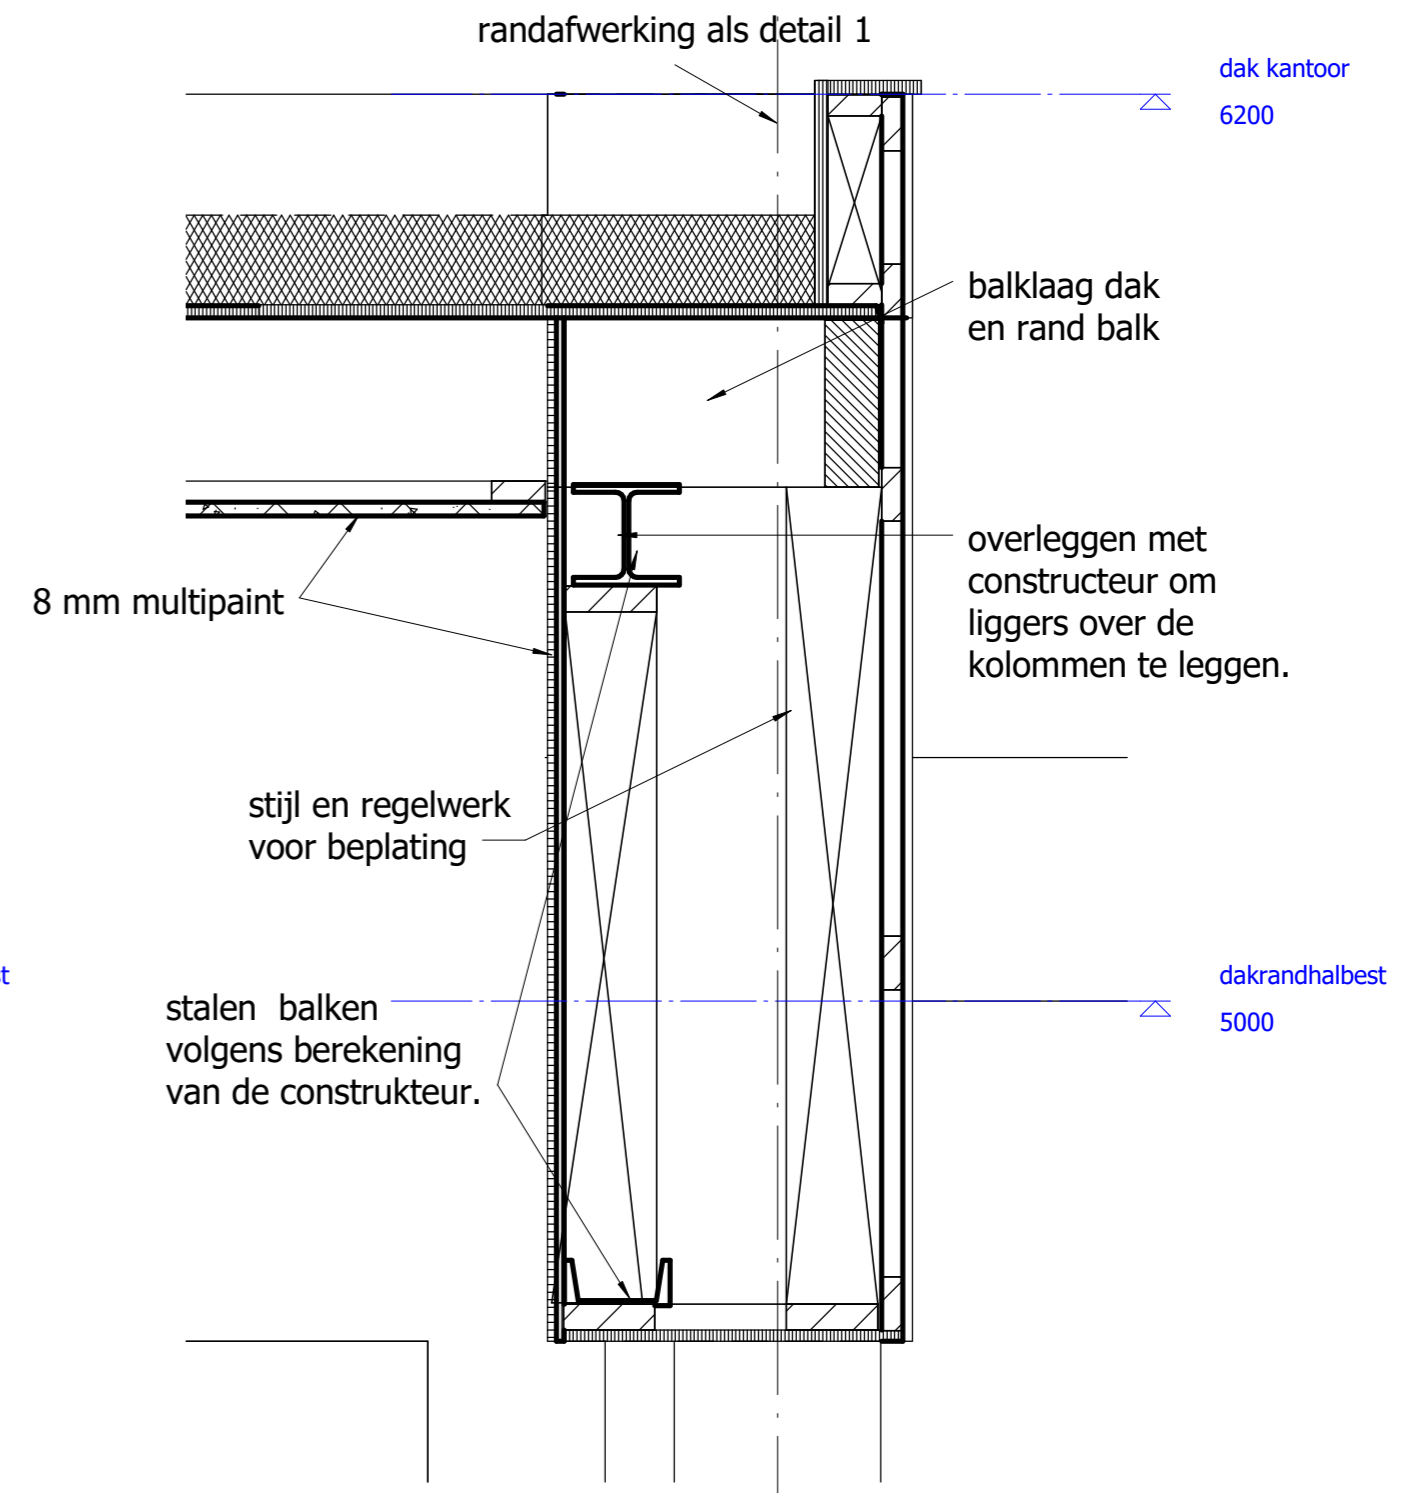 randafwerking als detail 1
dak kantoor
6200
balklaag dak
en rand balk
overleggen met
constructeur om
liggers over de
kolommen te leggen.
8 mm multipaint
stijl en regelwerk
voor beplating
stalen balken
volgens berekening
van de construkteur.
dakrandhalbest
5000